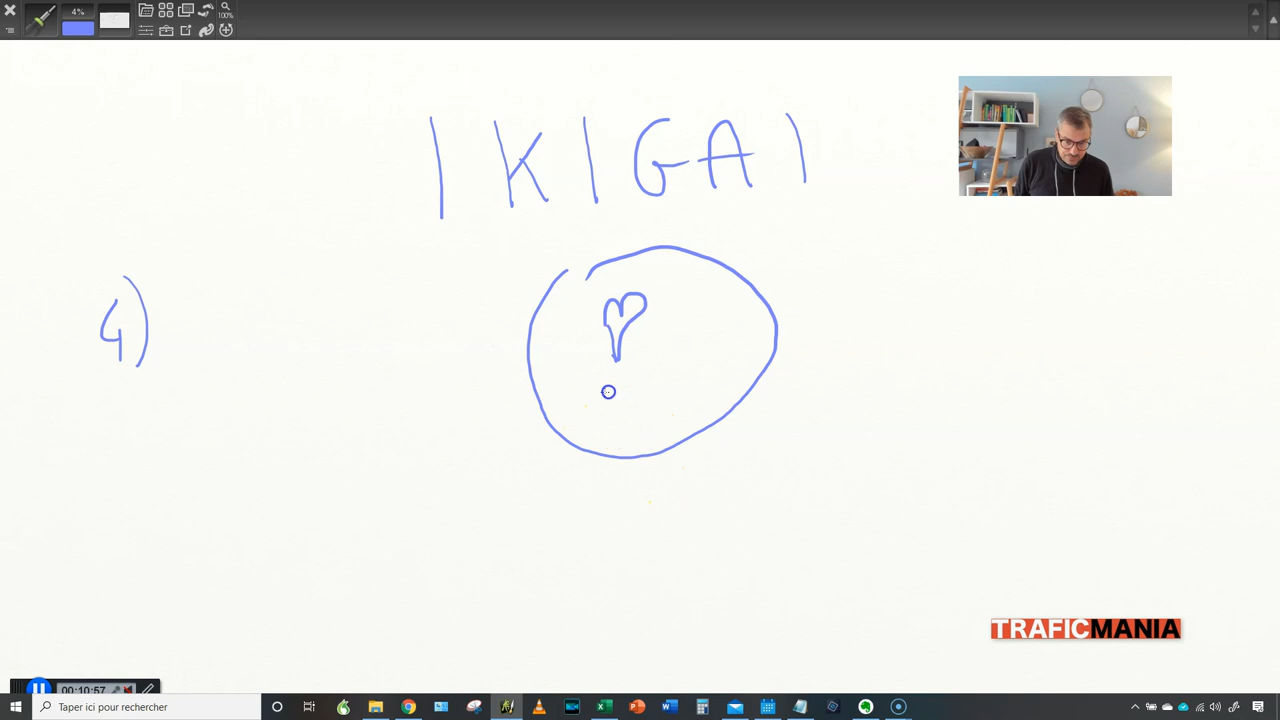 4%
100%
IKIGAI
4)
TRAFICMANIA
00:10:57
Taper ici pour rechercher